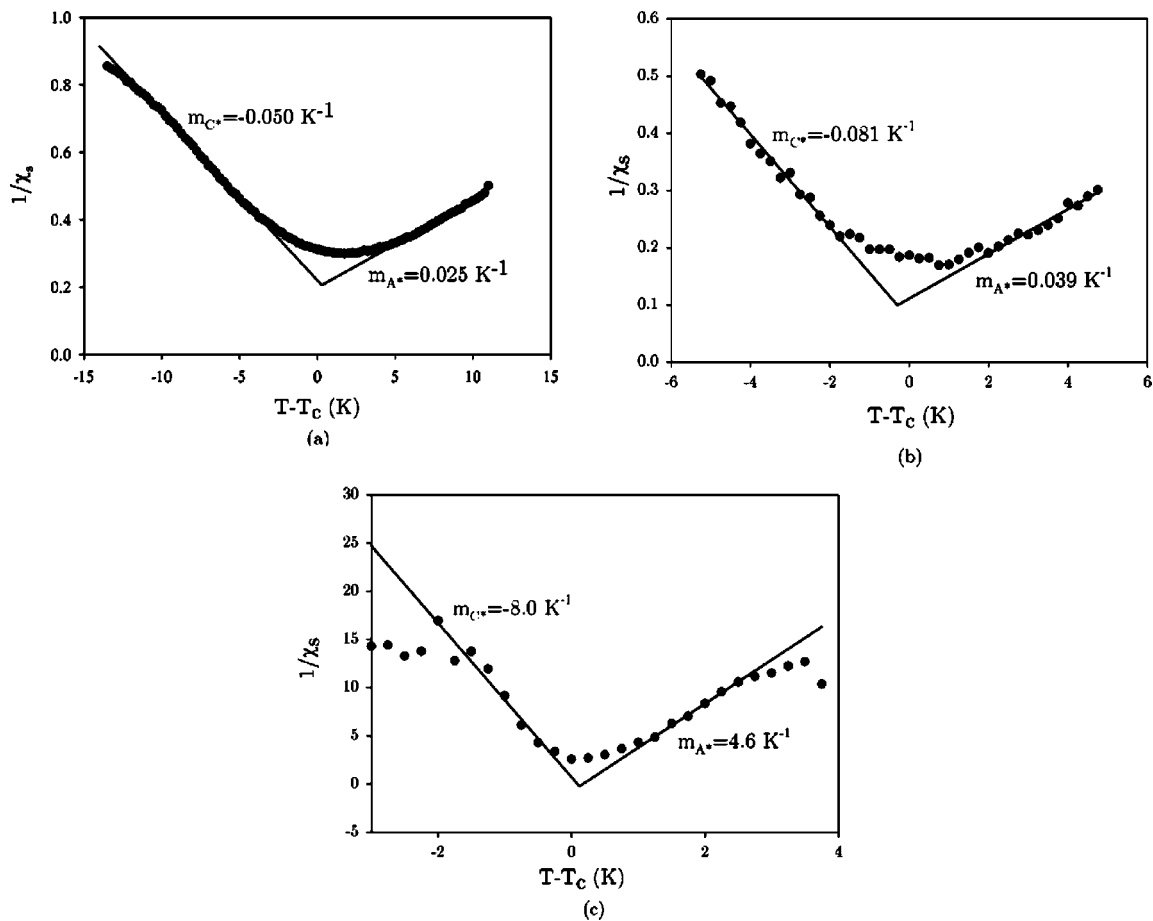 1.0
0.8
0.6
0.4
0.2
0.0
1/χs
mC*=-0.050 K-1
mA*=0.025 K-1
-15 -10 -5 0 5 10 15
T-TC (K)
(a)
0.6
0.5
0.4
0.3
0.2
0.1
0.0
1/χS
mC*=-0.081 K-1
mA*=0.039 K-1
-6 -4 -2 0 2 4 6
T-TC (K)
(b)
30
25
20
15
10
5
0
-5
1/χS
mC*=-8.0 K-1
mA*=4.6 K-1
-2 0 2 4
T-TC (K)
(c)